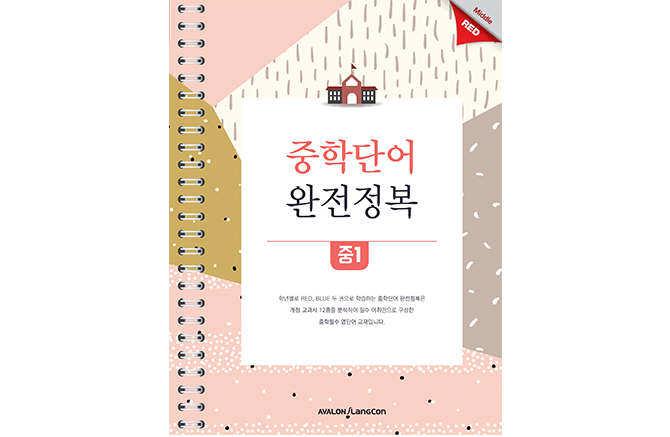 Middle
RED
중학단어
완전정복
중1
학년별로 RED, BLUE 두 권으로 학습하는 중학단어 완전정복은
개정 교과서 12종을 분석하여 필수 어휘만으로 구성한
중학필수 영단어 교재입니다.
AVALON/LangCon